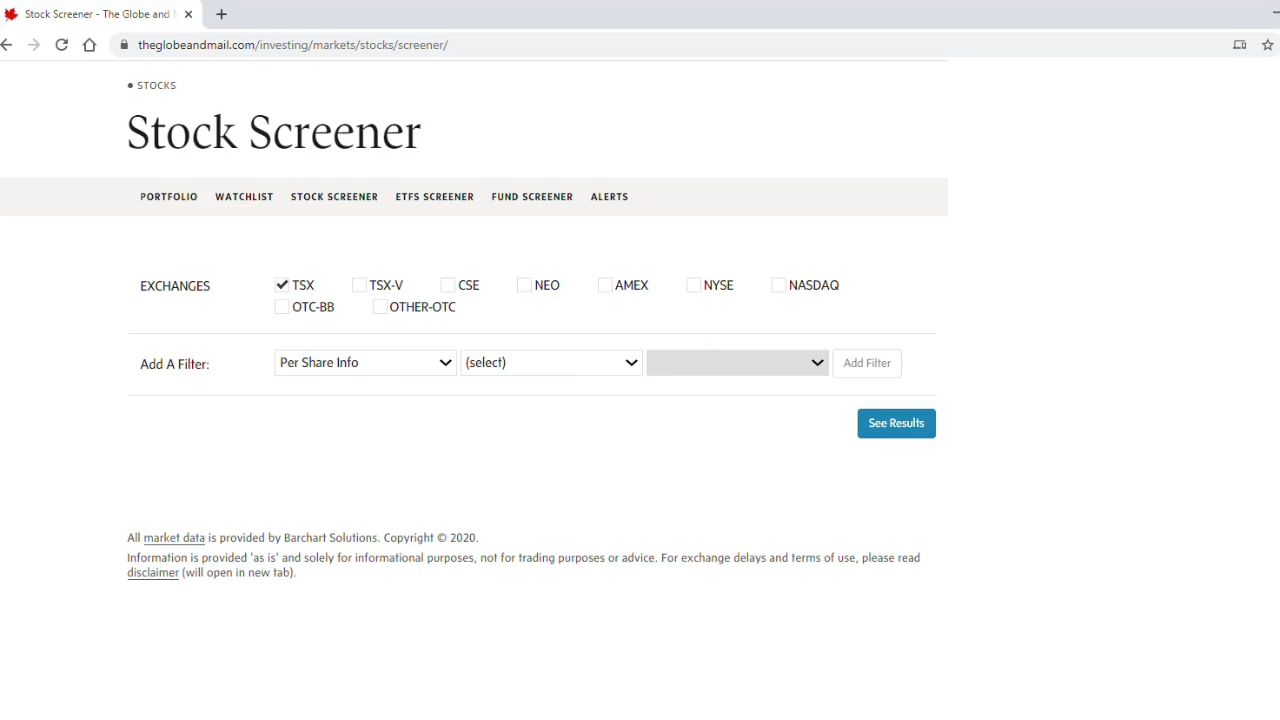 Stock Screener - The Globe and
theglobeandmail.com/investing/markets/stocks/screener/
STOCKS
Stock Screener
PORTFOLIO WATCHLIST STOCK SCREENER ETFS SCREENER FUND SCREENER ALERTS
EXCHANGES TSX TSX-V CSE NEO AMEX NYSE NASDAQ
OTC-BB OTHER-OTC
Add A Filter: Per Share Info (select) Add Filter
See Results
All market data is provided by Barchart Solutions. Copyright © 2020.
Information is provided 'as is' and solely for informational purposes, not for trading purposes or advice. For exchange delays and terms of use, please read
disclaimer (will open in new tab).